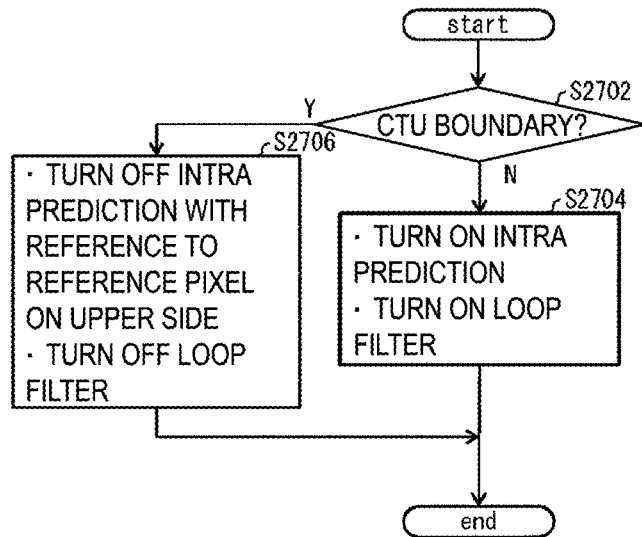 start
S2702
CTU BOUNDARY?
Y
N
S2706
· TURN OFF INTRA
PREDICTION WITH
REFERENCE TO
REFERENCE PIXEL
ON UPPER SIDE
· TURN OFF LOOP
FILTER
S2704
· TURN ON INTRA
PREDICTION
· TURN ON LOOP
FILTER
end